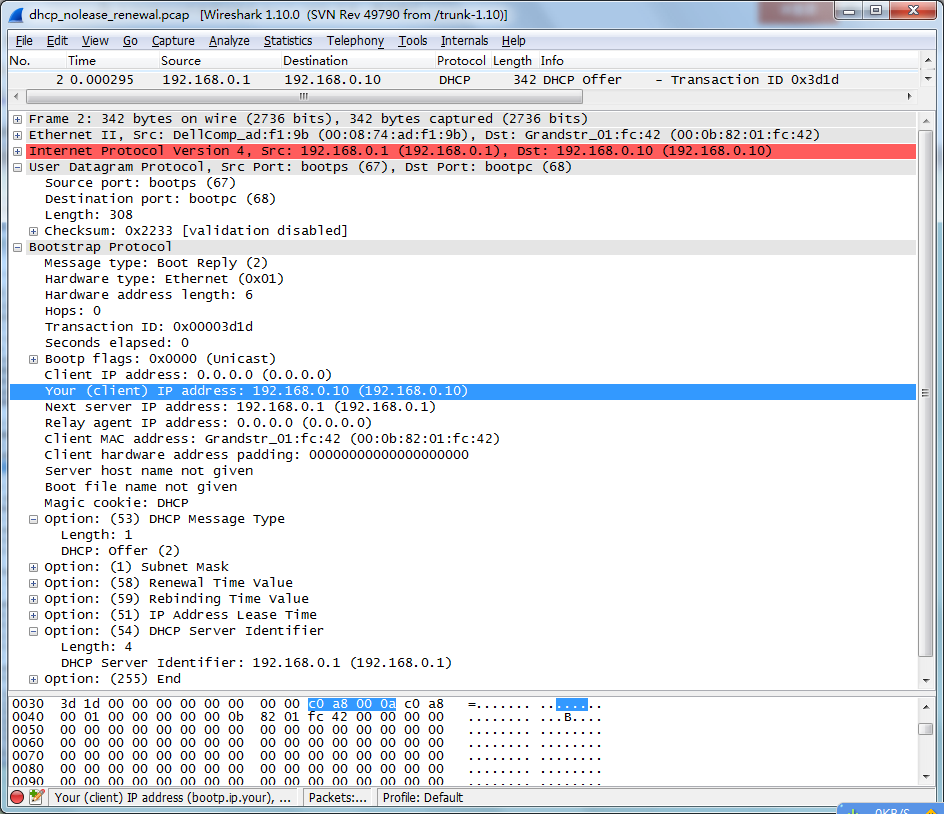 dhcp_nolease_renewal.pcap [Wireshark 1.10.0 (SVN Rev 49790 from /trunk-1.10)]
File Edit View Go Capture Analyze Statistics Telephony Tools Internals Help
No. Time Source Destination Protocol Length Info
2 0.000295 192.168.0.1 192.168.0.10 DHCP 342 DHCP Offer - Transaction ID 0x3d1d
Frame 2: 342 bytes on wire (2736 bits), 342 bytes captured (2736 bits)
Ethernet II, Src: DellComp_ad:f1:9b (00:08:74:ad:f1:9b), Dst: Grandstr_01:fc:42 (00:0b:82:01:fc:42)
Internet Protocol Version 4, Src: 192.168.0.1 (192.168.0.1), Dst: 192.168.0.10 (192.168.0.10)
User Datagram Protocol, Src Port: bootps (67), Dst Port: bootpc (68)
Source port: bootps (67)
Destination port: bootpc (68)
Length: 308
Checksum: 0x2233 [validation disabled]
Bootstrap Protocol
Message type: Boot Reply (2)
Hardware type: Ethernet (0x01)
Hardware address length: 6
Hops: 0
Transaction ID: 0x00003d1d
Seconds elapsed: 0
Bootp flags: 0x0000 (Unicast)
Client IP address: 0.0.0.0 (0.0.0.0)
Your (client) IP address: 192.168.0.10 (192.168.0.10)
Next server IP address: 192.168.0.1 (192.168.0.1)
Relay agent IP address: 0.0.0.0 (0.0.0.0)
Client MAC address: Grandstr_01:fc:42 (00:0b:82:01:fc:42)
Client hardware address padding: 00000000000000000000
Server host name not given
Boot file name not given
Magic cookie: DHCP
Option: (53) DHCP Message Type
Length: 1
DHCP: Offer (2)
Option: (1) Subnet Mask
Option: (58) Renewal Time Value
Option: (59) Rebinding Time Value
Option: (51) IP Address Lease Time
Option: (54) DHCP Server Identifier
Length: 4
DHCP Server Identifier: 192.168.0.1 (192.168.0.1)
Option: (255) End
0030 3d 1d 00 00 00 00 00 00 00 00 c0 a8 00 0a c0 a8 =....... ........
0040 00 01 00 00 00 00 00 0b 82 01 fc 42 00 00 00 00 ........ ...B....
0050 00 00 00 00 00 00 00 00 00 00 00 00 00 00 00 00 ........ ........
0060 00 00 00 00 00 00 00 00 00 00 00 00 00 00 00 00 ........ ........
0070 00 00 00 00 00 00 00 00 00 00 00 00 00 00 00 00 ........ ........
0080 00 00 00 00 00 00 00 00 00 00 00 00 00 00 00 00 ........ ........
0090 00 00 00 00 00 00 00 00 00 00 00 00 00 00 00 00 ........ ........
Your (client) IP address (bootp.ip.your), ... Packets:... Profile: Default
0KB/S